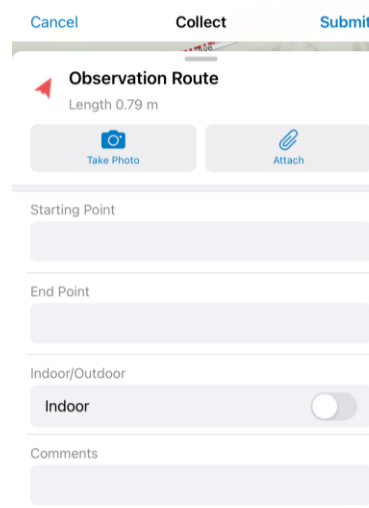 Cancel Collect Submit
Observation Route
Length 0.79 m
Take Photo Attach
Starting Point
End Point
Indoor/Outdoor
Indoor
Comments